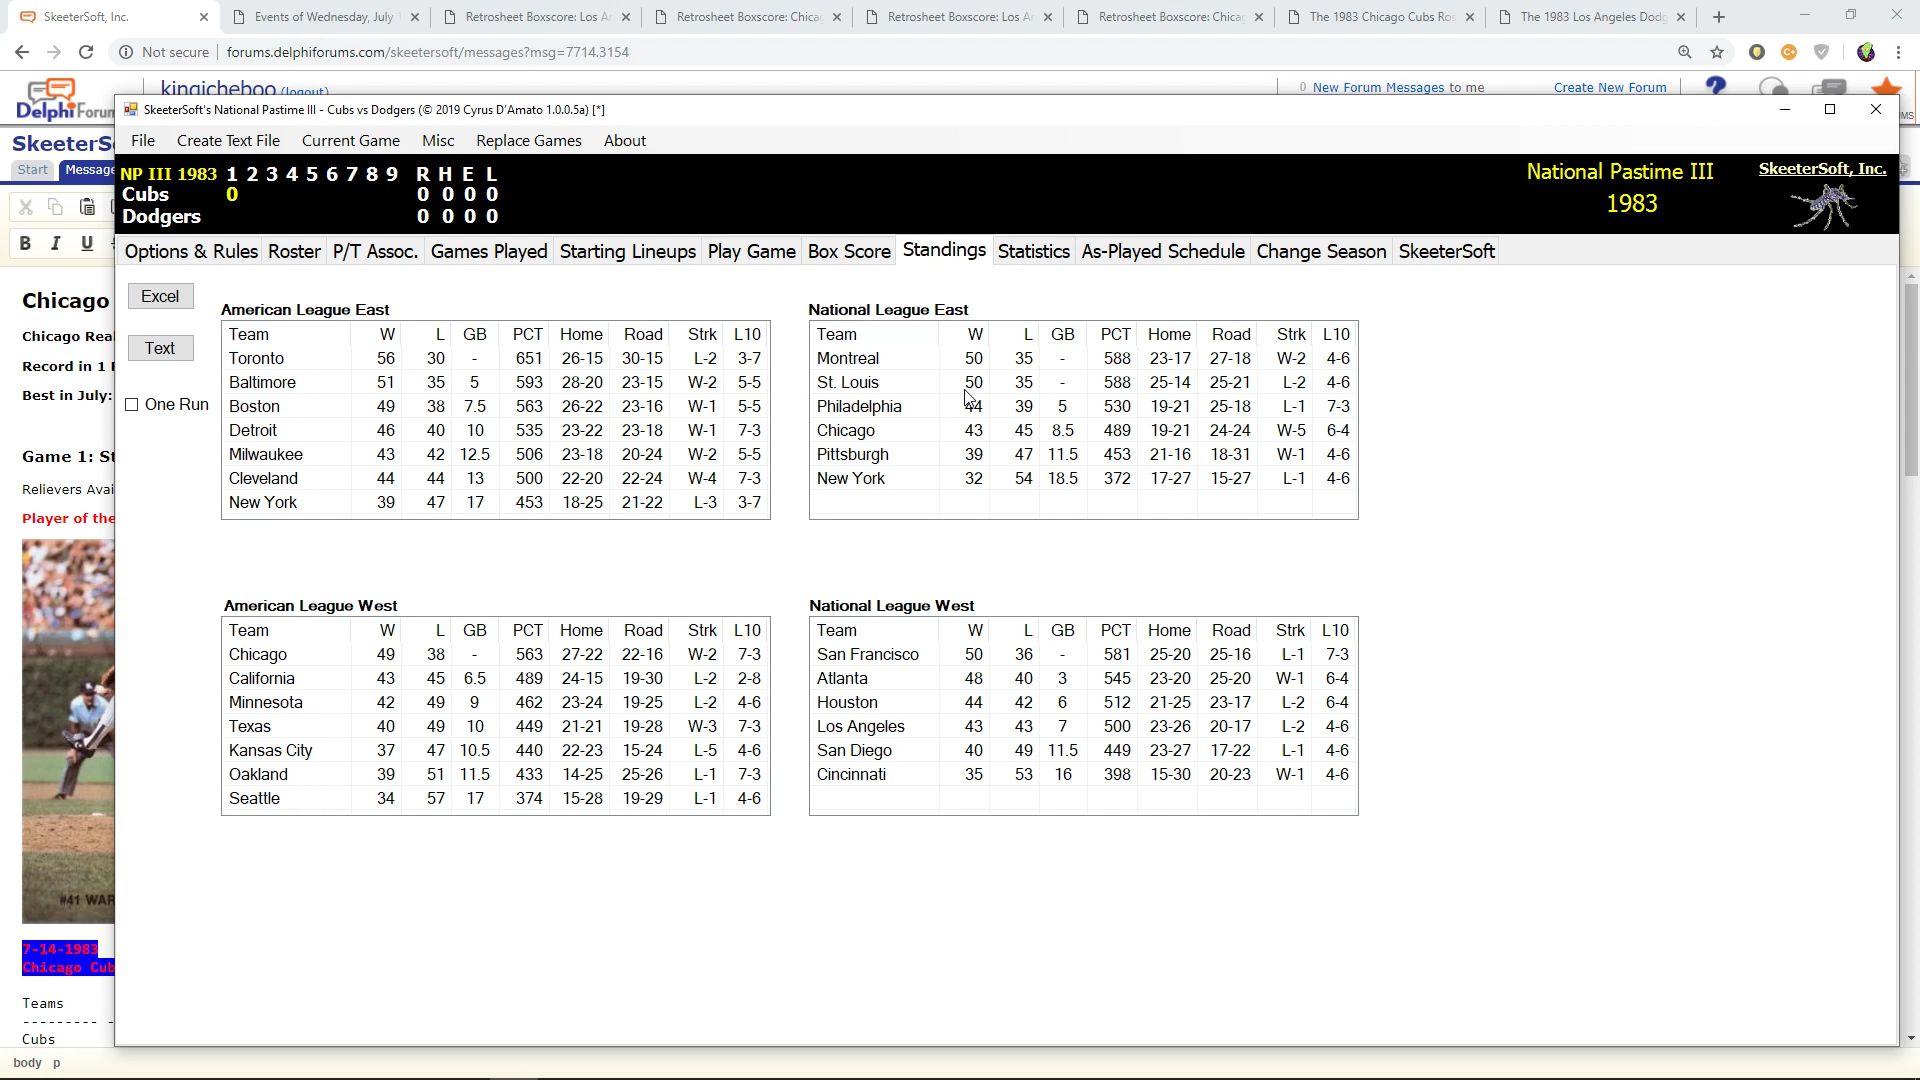 SkeeterSoft, Inc.
Events of Wednesday, July
Retrosheet Boxscore: Los A
Retrosheet Boxscore: Chica
Retrosheet Boxscore: Los A
Retrosheet Boxscore: Chica
The 1983 Chicago Cubs Ros
The 1983 Los Angeles Dod
Not secure forums.delphiforums.com/skeetersoft/messages?msg=7714.3154
DelphiForum
kingicheboo (logout)
0 New Forum Messages to me
Create New Forum
SkeeterSo
Start Message
B I U
SkeeterSoft's National Pastime III - Cubs vs Dodgers (© 2019 Cyrus D'Amato 1.0.0.5a) [*]
File Create Text File Current Game Misc Replace Games About
NP III 1983 1 2 3 4 5 6 7 8 9 R H E L
Cubs 0 0 0 0 0
Dodgers 0 0 0 0
National Pastime III
1983
SkeeterSoft, Inc.
Options & Rules Roster P/T Assoc. Games Played Starting Lineups Play Game Box Score Standings Statistics As-Played Schedule Change Season SkeeterSoft
Excel
Text
One Run
American League East
Team W L GB PCT Home Road Strk L10
Toronto 56 30 - 651 26-15 30-15 L-2 3-7
Baltimore 51 35 5 593 28-20 23-15 W-2 5-5
Boston 49 38 7.5 563 26-22 23-16 W-1 5-5
Detroit 46 40 10 535 23-22 23-18 W-1 7-3
Milwaukee 43 42 12.5 506 23-18 20-24 W-2 5-5
Cleveland 44 44 13 500 22-20 22-24 W-4 7-3
New York 39 47 17 453 18-25 21-22 L-3 3-7
National League East
Team W L GB PCT Home Road Strk L10
Montreal 50 35 - 588 23-17 27-18 W-2 4-6
St. Louis 50 35 - 588 25-14 25-21 L-2 4-6
Philadelphia 44 39 5 530 19-21 25-18 L-1 7-3
Chicago 43 45 8.5 489 19-21 24-24 W-5 6-4
Pittsburgh 39 47 11.5 453 21-16 18-31 W-1 4-6
New York 32 54 18.5 372 17-27 15-27 L-1 4-6
American League West
Team W L GB PCT Home Road Strk L10
Chicago 49 38 - 563 27-22 22-16 W-2 7-3
California 43 45 6.5 489 24-15 19-30 L-2 2-8
Minnesota 42 49 9 462 23-24 19-25 L-2 4-6
Texas 40 49 10 449 21-21 19-28 W-3 7-3
Kansas City 37 47 10.5 440 22-23 15-24 L-5 4-6
Oakland 39 51 11.5 433 14-25 25-26 L-1 7-3
Seattle 34 57 17 374 15-28 19-29 L-1 4-6
National League West
Team W L GB PCT Home Road Strk L10
San Francisco 50 36 - 581 25-20 25-16 L-1 7-3
Atlanta 48 40 3 545 23-20 25-20 W-1 6-4
Houston 44 42 6 512 21-25 23-17 L-2 6-4
Los Angeles 43 43 7 500 23-26 20-17 L-2 4-6
San Diego 40 49 11.5 449 23-27 17-22 L-1 4-6
Cincinnati 35 53 16 398 15-30 20-23 W-1 4-6
Chicago
Chicago Rea
Record in 1
Best in July:
Game 1: St
Relievers Avai
Player of the
#41 WAR
7-14-1983
Chicago Cub
Teams
---------
Cubs
body p